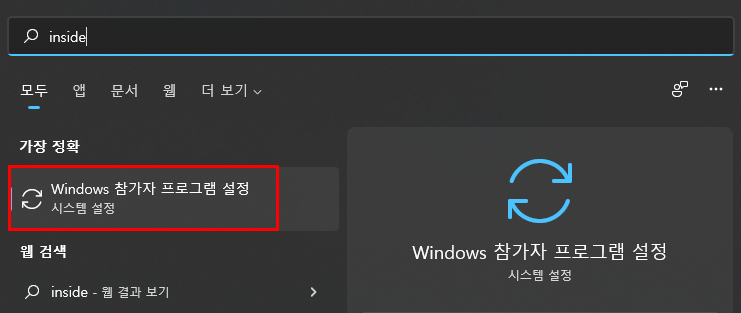 inside
모두 앱 문서 웹 더 보기
가장 정확
Windows 참가자 프로그램 설정
시스템 설정
웹 검색
inside - 웹 결과 보기
Windows 참가자 프로그램 설정
시스템 설정